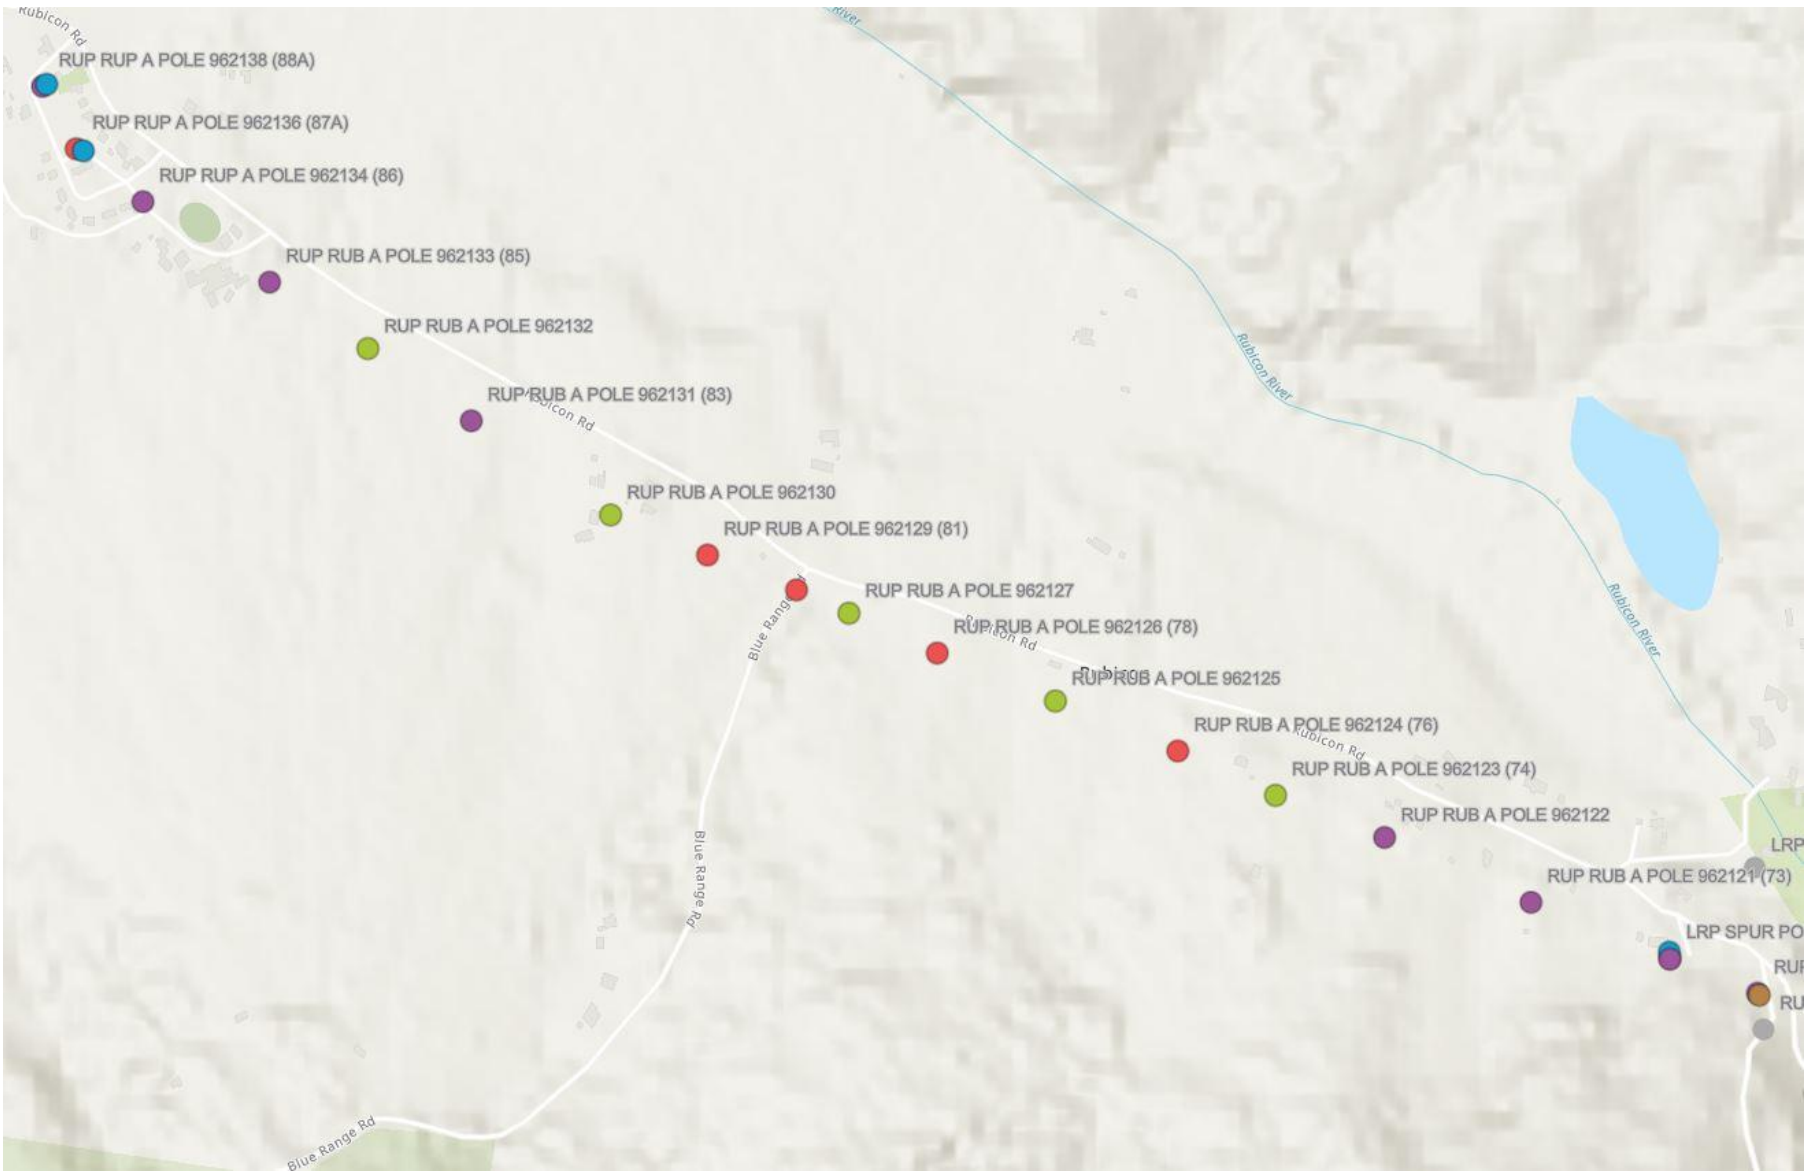 River
Rubicon Rd
RUP RUP A POLE 962138 (88A)
RUP RUP A POLE 962136 (87A)
RUP RUP A POLE 962134 (86)
RUP RUB A POLE 962133 (85)
RUP RUB A POLE 962132
Rubicon River
RUP RUB A POLE 962131 (83)
Rubicon Rd
RUP RUB A POLE 962130
RUP RUB A POLE 962129 (81)
RUP RUB A POLE 962127
Blue Range Rd
RUP RUB A POLE 962126 (78)
Rubicon Rd
Rubicon River
Rubicon
RUP RUB A POLE 962125
RUP RUB A POLE 962124 (76)
Rubicon Rd
RUP RUB A POLE 962123 (74)
RUP RUB A POLE 962122
LRP
Blue Range Rd
RUP RUB A POLE 962121 (73)
LRP SPUR PO
RUP
RU
Blue Range Rd